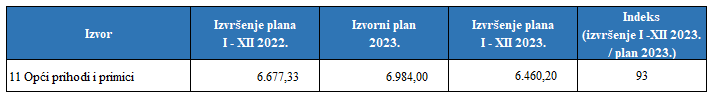 Izvor Izvršenje plana I - XII 2022. Izvorni plan 2023. Izvršenje plana I - XII 2023. Indeks (izvršenje I -XII 2023. / plan 2023.)
11 Opći prihodi i primici 6.677,33 6.984,00 6.460,20 93